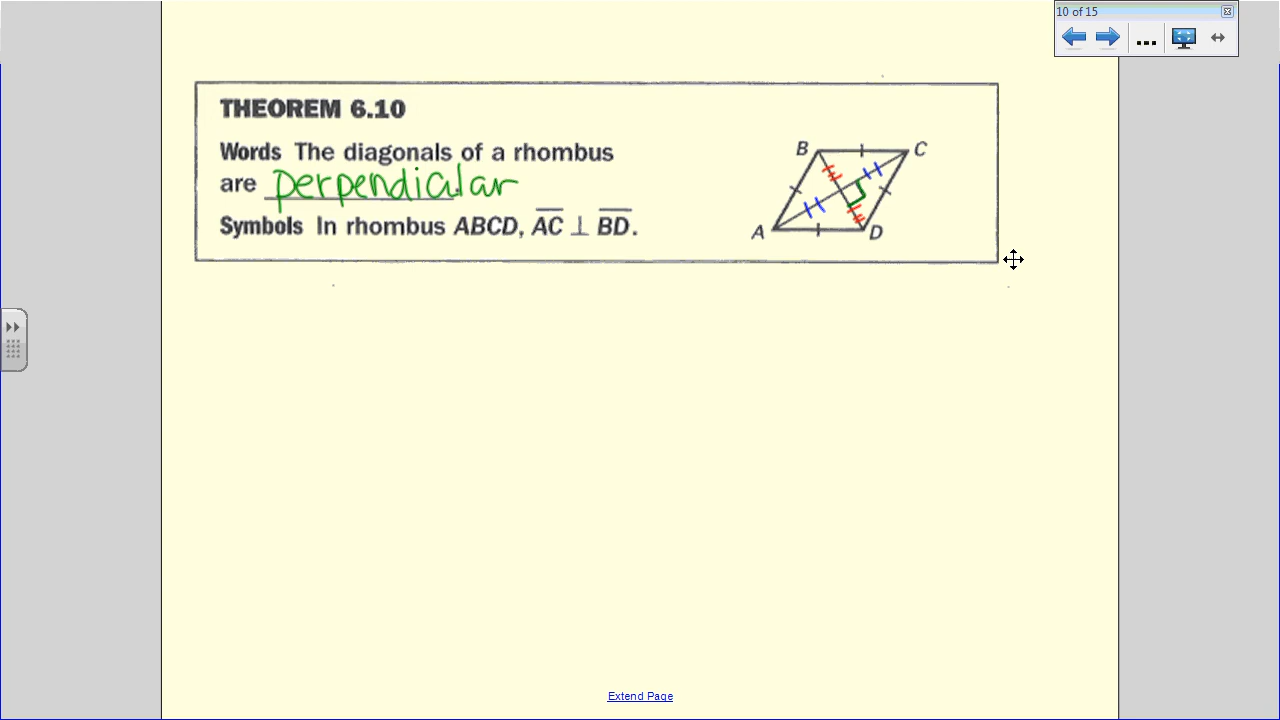 10 of 15
THEOREM 6.10
Words The diagonals of a rhombus
are perpendicular
Symbols In rhombus ABCD, AC ⊥ BD.
B
C
A
D
Extend Page